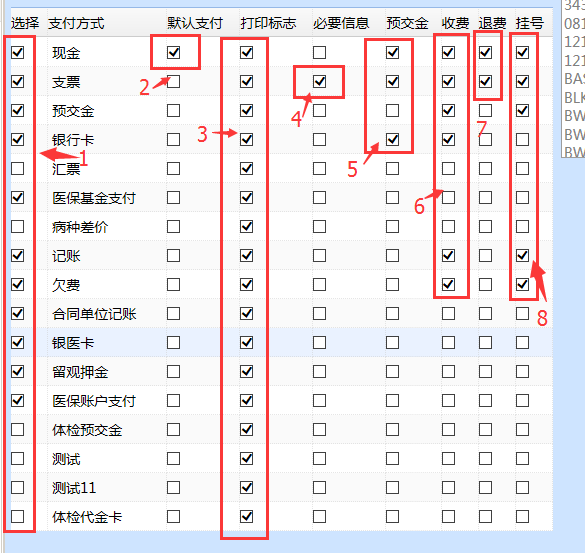 选择 支付方式 默认支付 打印标志 必要信息 预交金 收费 退费 挂号
现金
支票
预交金
银行卡
汇票
医保基金支付
病种差价
记账
欠费
合同单位记账
银医卡
留观押金
医保账户支付
体检预交金
测试
测试11
体检代金卡
1
2
3
4
5
6
7
8
081
121
121
BAS
BLK
BW
BW
BW